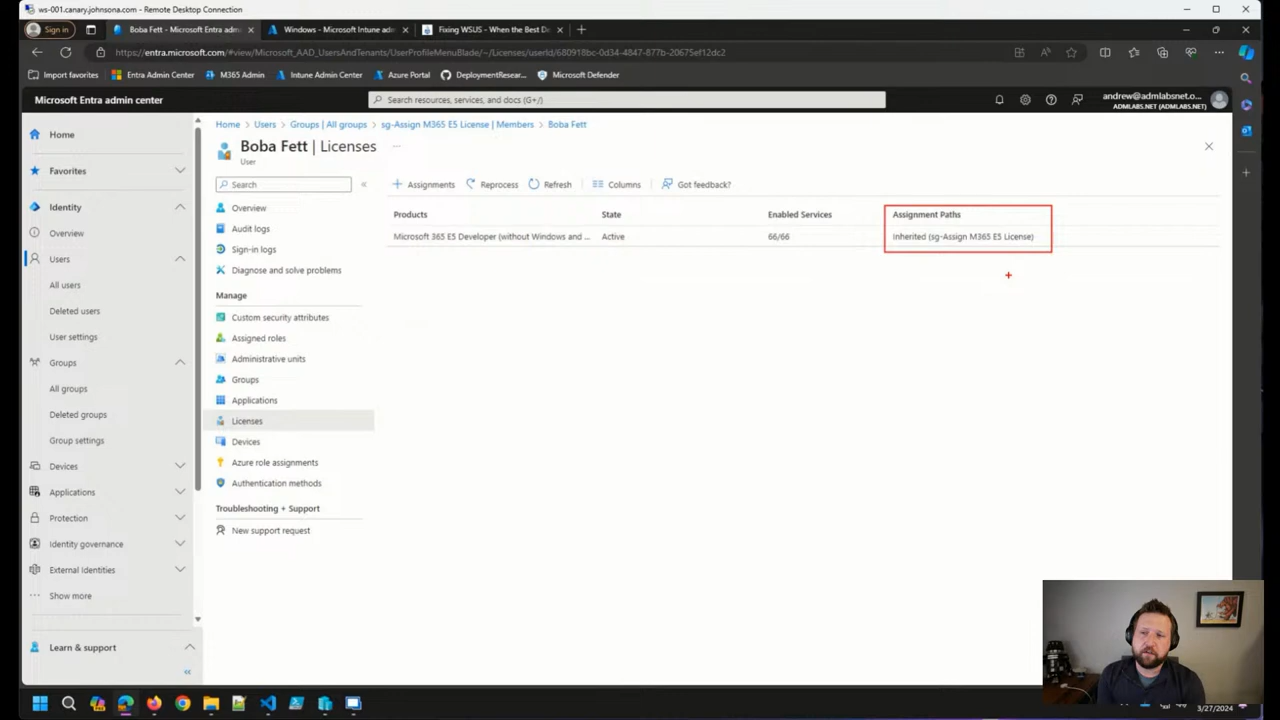 ws-001.canary.johnsona.com - Remote Desktop Connection
Sign in
Boba Fett - Microsoft Entra adm
Windows - Microsoft Intune adm
Fixing WSUS - When the Best De
https://entra.microsoft.com/#view/Microsoft_AAD_UsersAndTenants/UserProfileMenuBlade/~/Licenses/userId/680918bc-0d34-4847-877b-20675ef12dc2
Import favorites
Entra Admin Center
M365 Admin
Intune Admin Center
Azure Portal
DeploymentResear...
Microsoft Defender
Microsoft Entra admin center
Search resources, services, and docs (G+/)
andrew@admlabsnet.o...
ADMLABS.NET (ADMLABS.NET)
Home > Users > Groups | All groups > sg-Assign M365 E5 License | Members > Boba Fett
Boba Fett | Licenses
User
Home
Favorites
Identity
Overview
Users
All users
Deleted users
User settings
Groups
All groups
Deleted groups
Group settings
Devices
Applications
Protection
Identity governance
External Identities
Show more
Learn & support
Search
Overview
Audit logs
Sign-in logs
Diagnose and solve problems
Manage
Custom security attributes
Assigned roles
Administrative units
Groups
Applications
Licenses
Devices
Azure role assignments
Authentication methods
Troubleshooting + Support
New support request
Assignments
Reprocess
Refresh
Columns
Got feedback?
Products
State
Enabled Services
Assignment Paths
Microsoft 365 E5 Developer (without Windows and ...
Active
66/66
Inherited (sg-Assign M365 E5 License)
3/27/2024